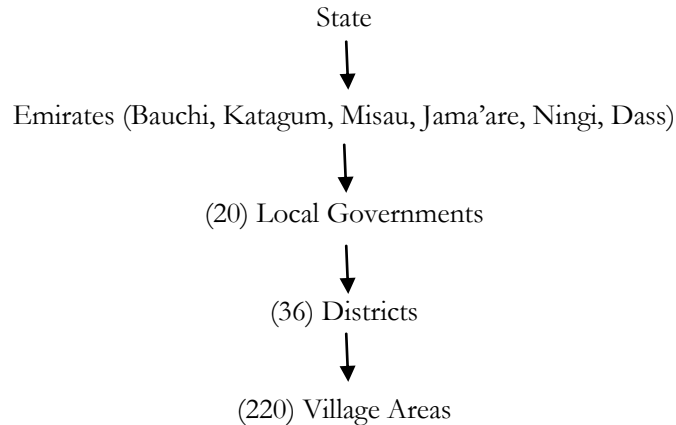 State
Emirates (Bauchi, Katagum, Misau, Jama’are, Ningi, Dass)
(20) Local Governments
(36) Districts
(220) Village Areas